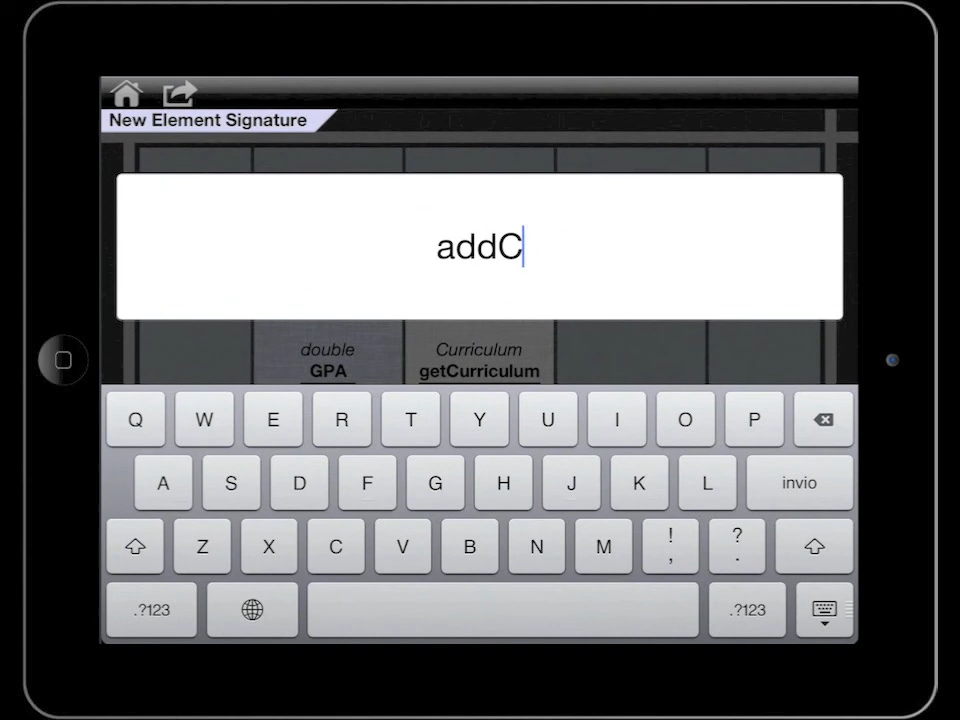 New Element Signature
addC
double Curriculum
GPA getCurriculum
Q W E R T Y U I O P
A S D F G H J K L invio
Z X C V B N M ! , ? .
.?123 .?123